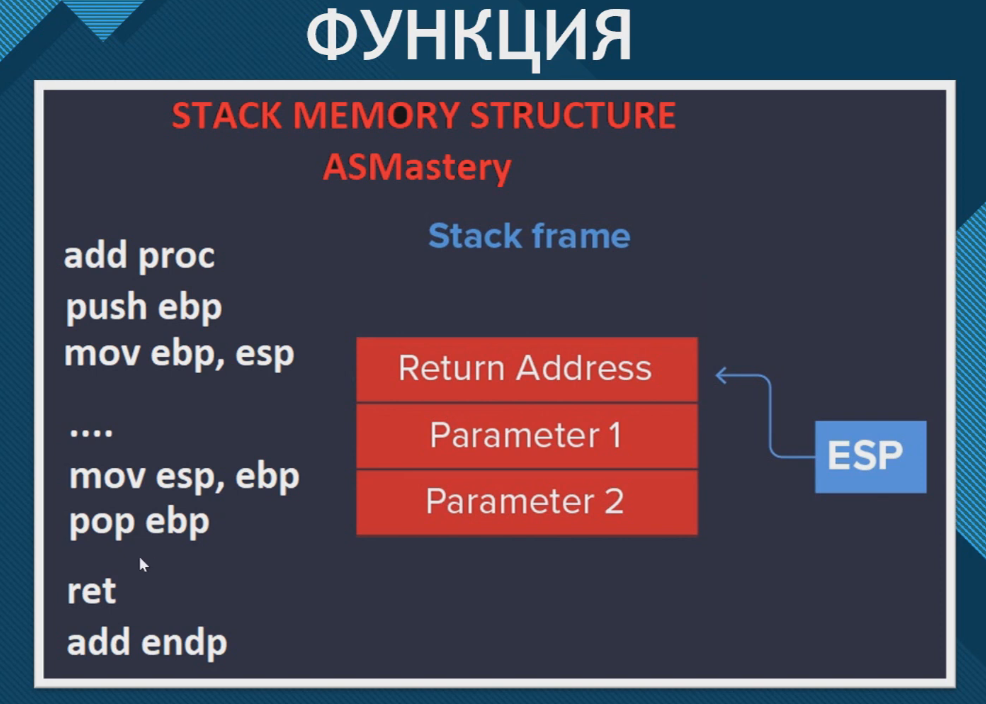 ФУНКЦИЯ
STACK MEMORY STRUCTURE
ASMastery
Stack frame
add proc
push ebp
mov ebp, esp
....
mov esp, ebp
pop ebp
ret
add endp
Return Address
Parameter 1
Parameter 2
ESP